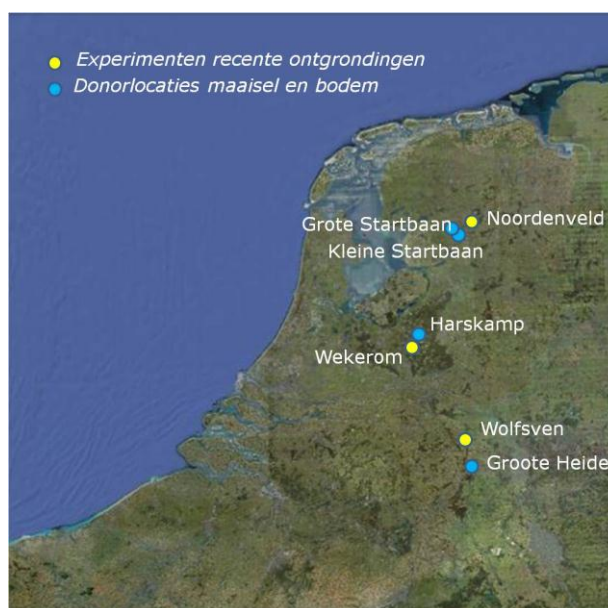 Experimenten recente ontgrondingen
Donorlocaties maaisel en bodem
Noordenveld
Grote Startbaan
Kleine Startbaan
Harskamp
Wekerom
Wolfsven
Groote Heide